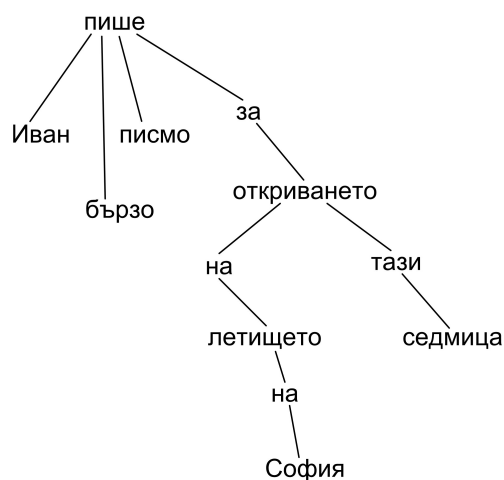 пише
за
Иван писмо
откриването
бързо
на тази
летището седмица
на
София